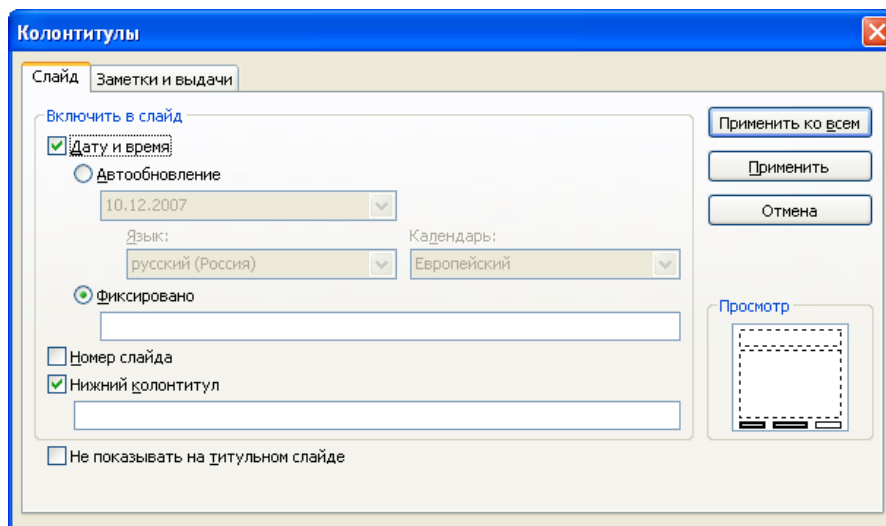 Колонтитулы
Слайд
Заметки и выдачи
Включить в слайд
Дату и время
Автообновление
10.12.2007
Язык:
Календарь:
русский (Россия)
Европейский
Фиксировано
Номер слайда
Нижний колонтитул
Не показывать на титульном слайде
Применить ко всем
Применить
Отмена
Просмотр